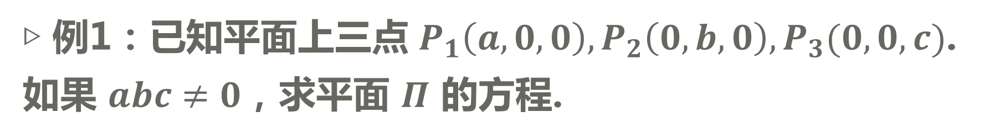 ▷ 例1：已知平面上三点 P₁(a,0,0),P₂(0,b,0),P₃(0,0,c).
如果 abc ≠ 0，求平面 Π 的方程.